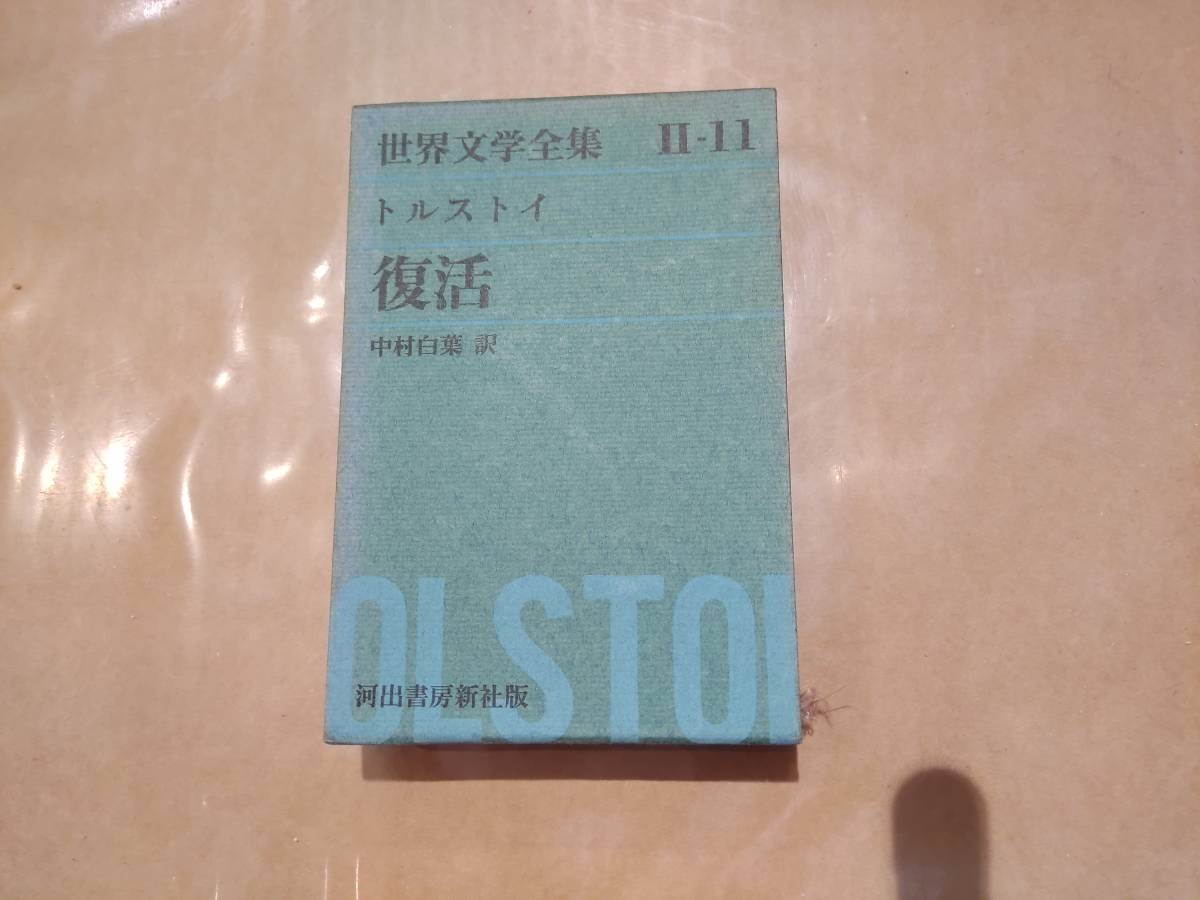 世界文学全集 II-11
トルストイ
復活
中村白葉 訳
OLSTOI
河出書房新社版